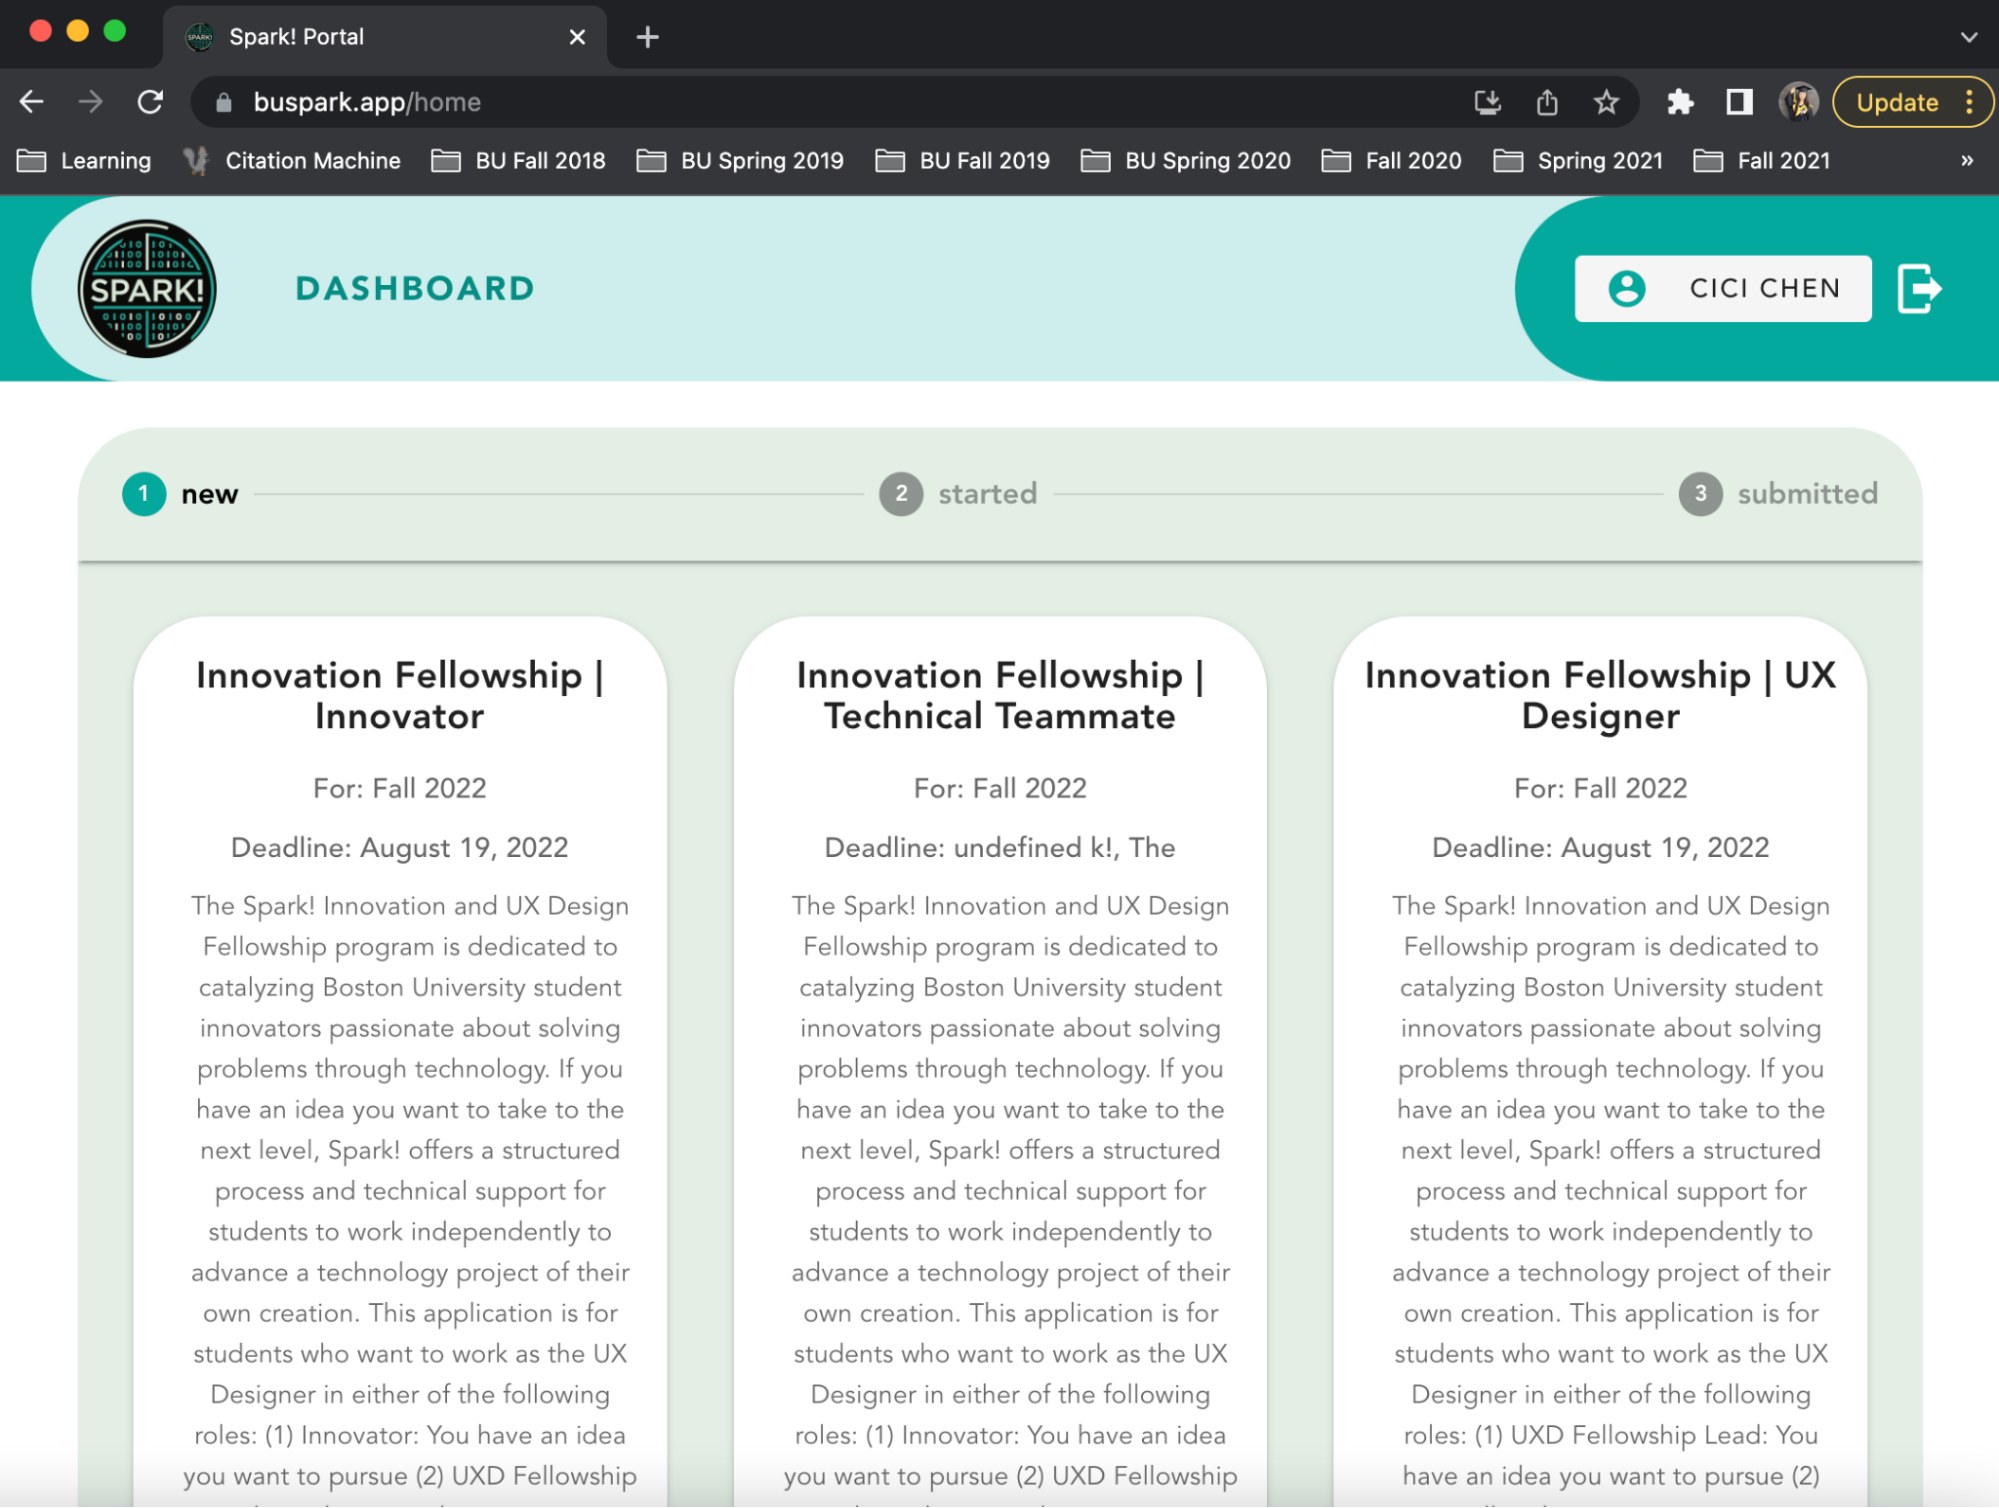 Spark! Portal
buspark.app/home
Update
Learning
Citation Machine
BU Fall 2018
BU Spring 2019
BU Fall 2019
BU Spring 2020
Fall 2020
Spring 2021
Fall 2021
»
SPARK!
DASHBOARD
CICI CHEN
1 new
2 started
3 submitted
Innovation Fellowship |
Innovator
For: Fall 2022
Deadline: August 19, 2022
The Spark! Innovation and UX Design
Fellowship program is dedicated to
catalyzing Boston University student
innovators passionate about solving
problems through technology. If you
have an idea you want to take to the
next level, Spark! offers a structured
process and technical support for
students to work independently to
advance a technology project of their
own creation. This application is for
students who want to work as the UX
Designer in either of the following
roles: (1) Innovator: You have an idea
you want to pursue (2) UXD Fellowship
Innovation Fellowship |
Technical Teammate
For: Fall 2022
Deadline: undefined k!, The
The Spark! Innovation and UX Design
Fellowship program is dedicated to
catalyzing Boston University student
innovators passionate about solving
problems through technology. If you
have an idea you want to take to the
next level, Spark! offers a structured
process and technical support for
students to work independently to
advance a technology project of their
own creation. This application is for
students who want to work as the UX
Designer in either of the following
roles: (1) Innovator: You have an idea
you want to pursue (2) UXD Fellowship
Innovation Fellowship | UX
Designer
For: Fall 2022
Deadline: August 19, 2022
The Spark! Innovation and UX Design
Fellowship program is dedicated to
catalyzing Boston University student
innovators passionate about solving
problems through technology. If you
have an idea you want to take to the
next level, Spark! offers a structured
process and technical support for
students to work independently to
advance a technology project of their
own creation. This application is for
students who want to work as the UX
Designer in either of the following
roles: (1) UXD Fellowship Lead: You
have an idea you want to pursue (2)